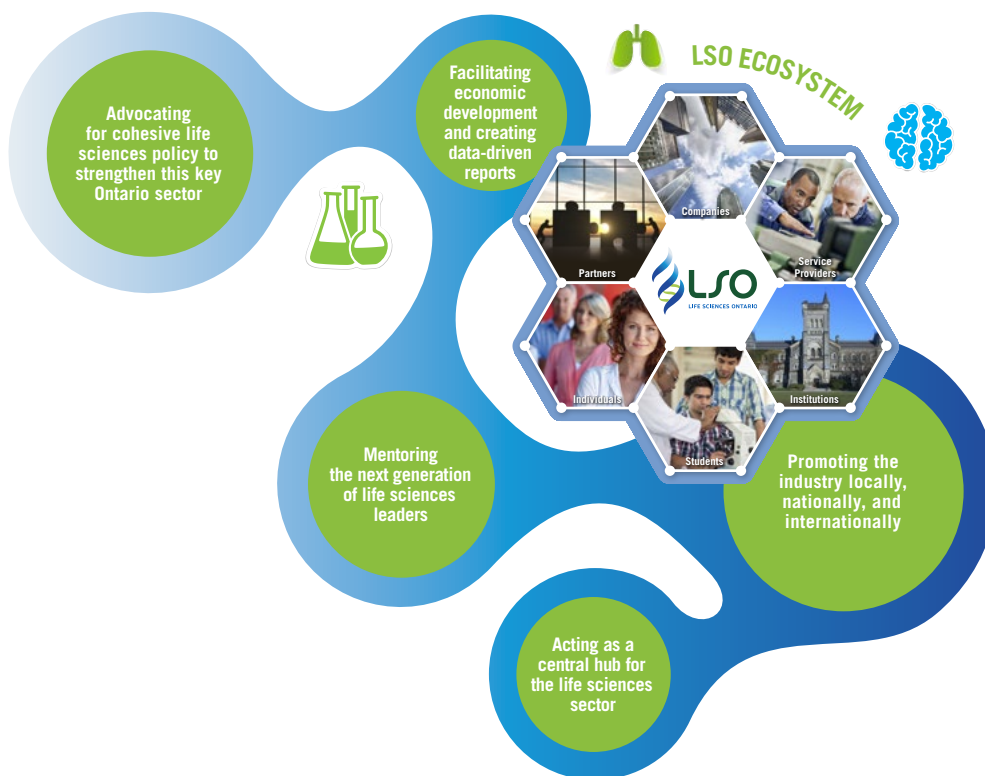 Advocating
for cohesive life
sciences policy to
strengthen this key
Ontario sector
Facilitating
economic
development
and creating
data-driven
reports
LSO ECOSYSTEM
Companies
Partners
Service
Providers
LSO
LIFE SCIENCES ONTARIO
Individuals
Institutions
Students
Mentoring
the next generation
of life sciences
leaders
Promoting the
industry locally,
nationally, and
internationally
Acting as a
central hub for
the life sciences
sector